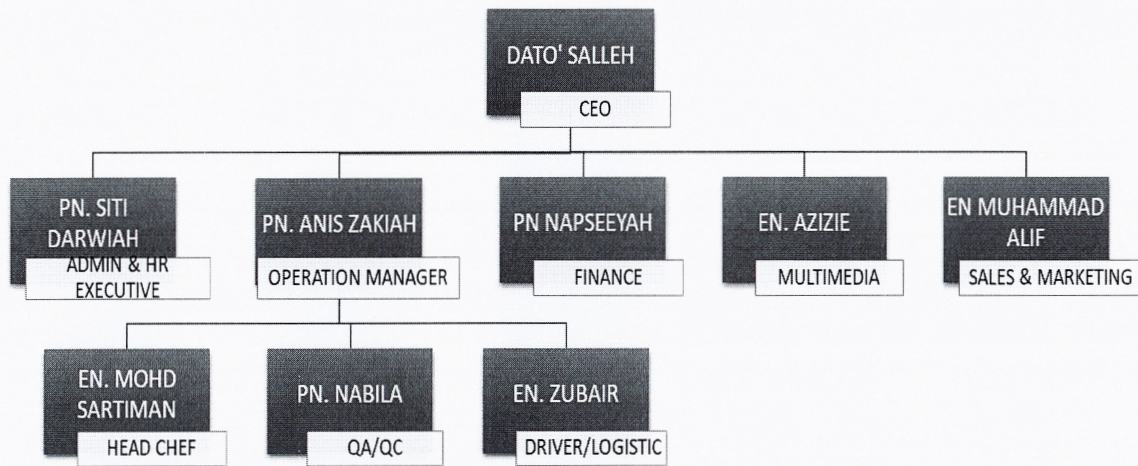 DATO' SALLEH
CEO
PN. SITI
DARWIAH
ADMIN & HR
EXECUTIVE
PN. ANIS ZAKIAH
OPERATION MANAGER
PN NAPSEEYAH
FINANCE
EN. AZIZIE
MULTIMEDIA
EN MUHAMMAD
ALIF
SALES & MARKETING
EN. MOHD
SARTIMAN
HEAD CHEF
PN. NABILA
QA/QC
EN. ZUBAIR
DRIVER/LOGISTIC